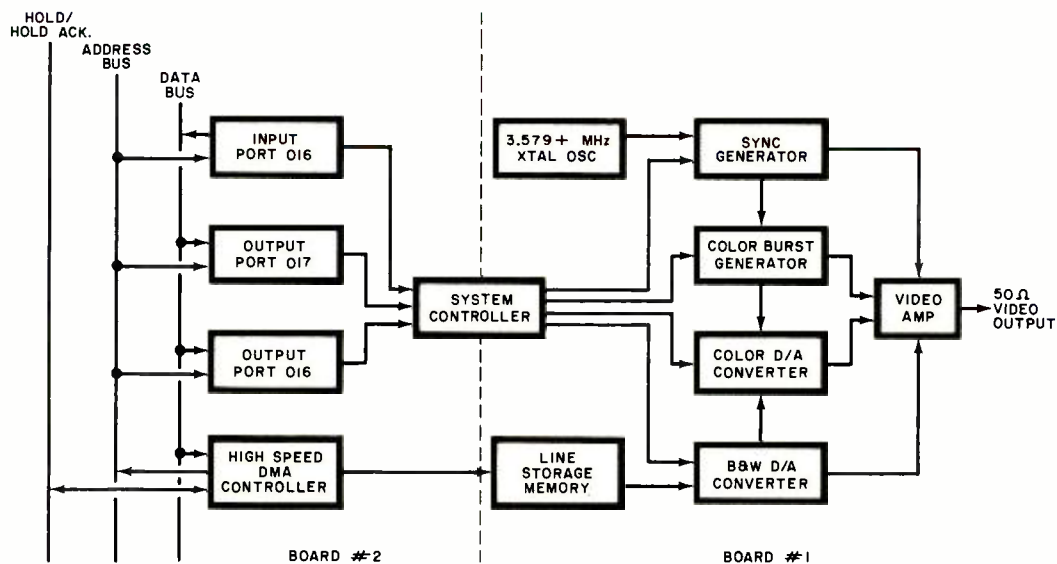 HOLD/
HOLD ACK.
ADDRESS
BUS
DATA
BUS
INPUT
PORT 016
3.579+ MHz
XTAL OSC
SYNC
GENERATOR
OUTPUT
PORT 017
COLOR BURST
GENERATOR
SYSTEM
CONTROLLER
VIDEO
AMP
50Ω
VIDEO
OUTPUT
OUTPUT
PORT 016
COLOR D/A
CONVERTER
HIGH SPEED
DMA
CONTROLLER
LINE
STORAGE
MEMORY
B&W D/A
CONVERTER
BOARD #2
BOARD #1